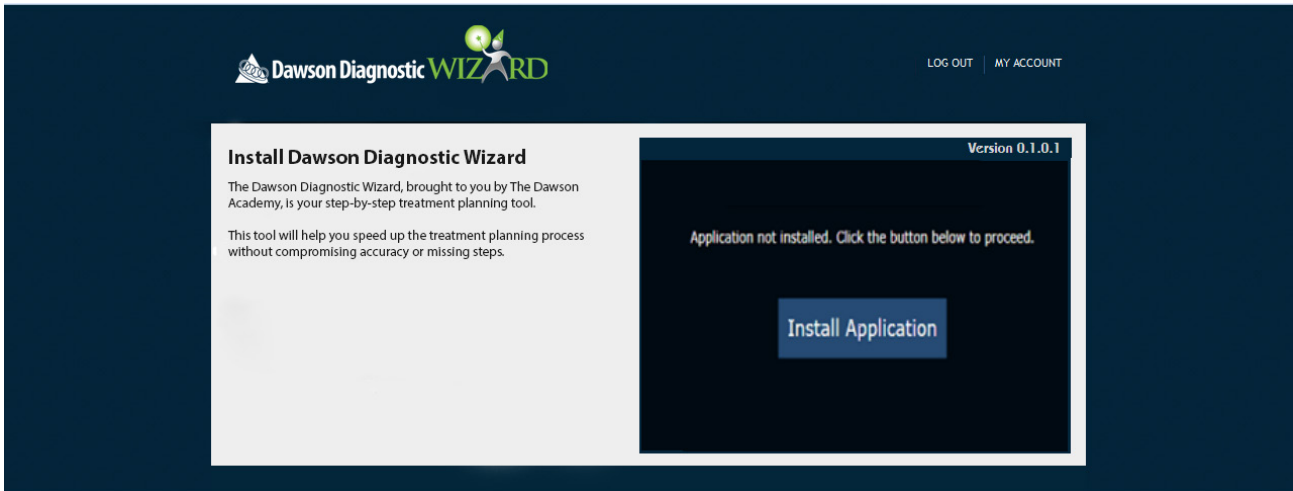 Dawson Diagnostic WIZARD
LOG OUT MY ACCOUNT
Install Dawson Diagnostic Wizard
The Dawson Diagnostic Wizard, brought to you by The Dawson
Academy, is your step-by-step treatment planning tool.
This tool will help you speed up the treatment planning process
without compromising accuracy or missing steps.
Version 0.1.0.1
Application not installed. Click the button below to proceed.
Install Application